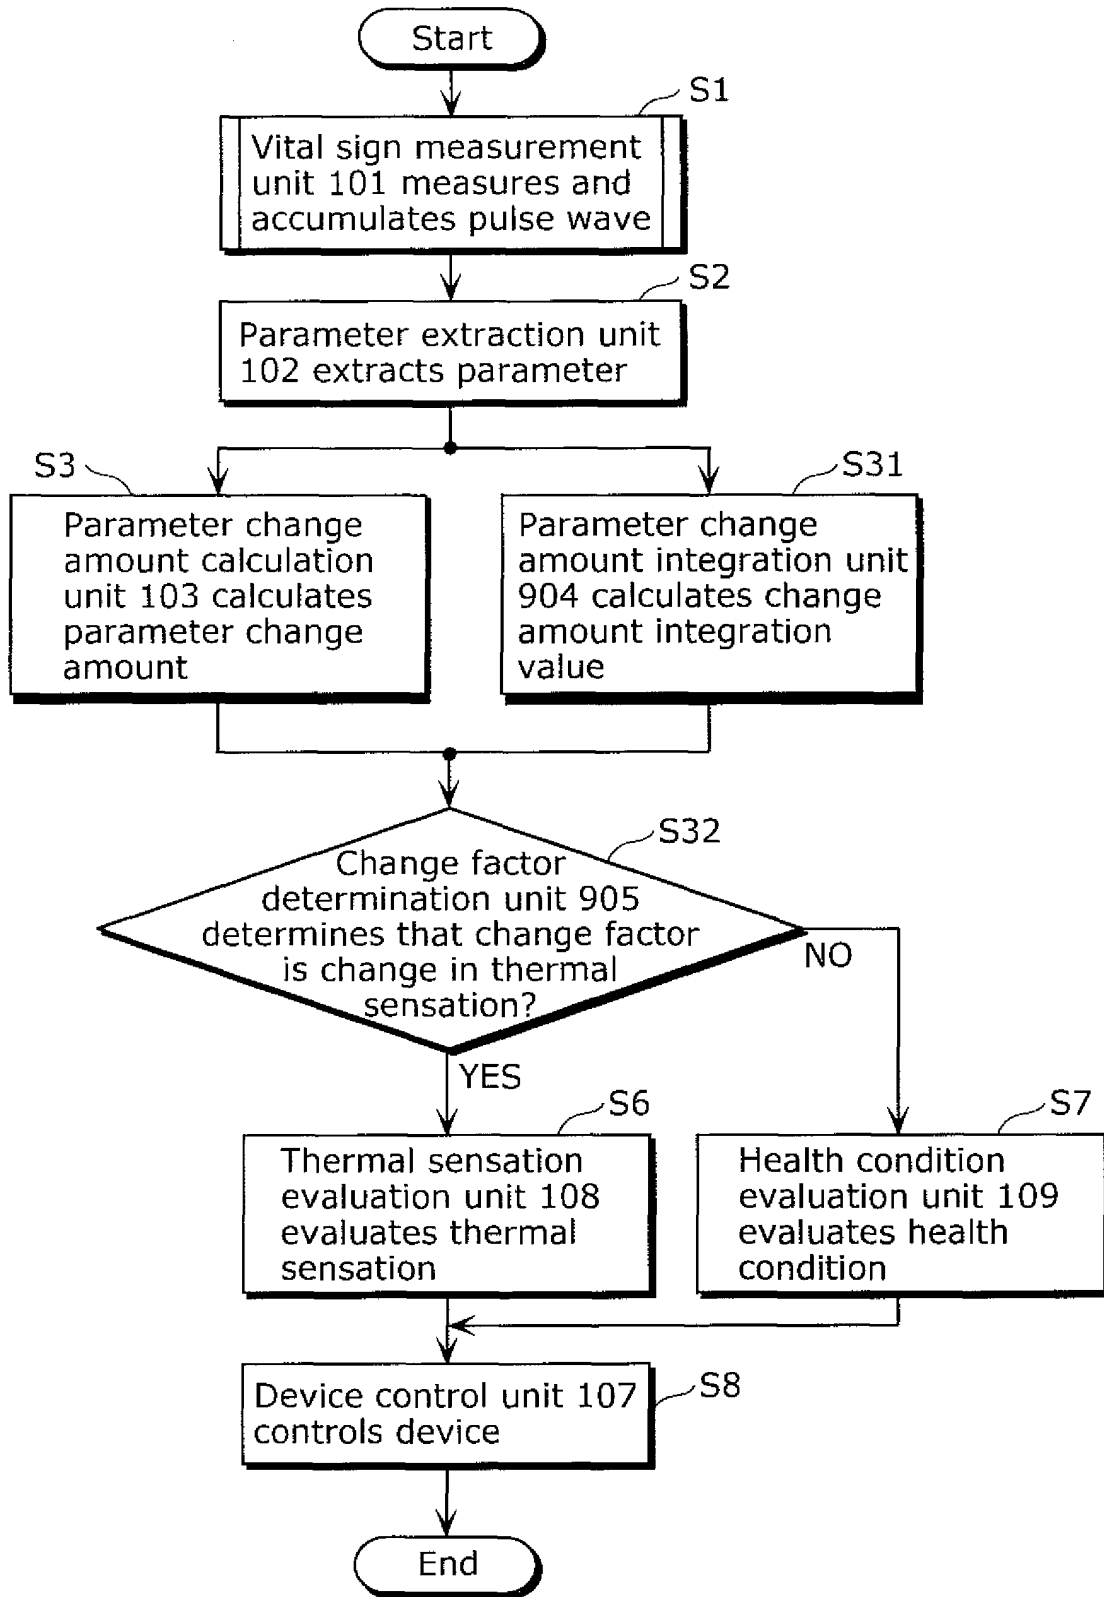 Start
S1
Vital sign measurement
unit 101 measures and
accumulates pulse wave
S2
Parameter extraction unit
102 extracts parameter
S3
Parameter change
amount calculation
unit 103 calculates
parameter change
amount
S31
Parameter change
amount integration unit
904 calculates change
amount integration
value
S32
Change factor
determination unit 905
determines that change factor
is change in thermal
sensation?
NO
YES
S6
Thermal sensation
evaluation unit 108
evaluates thermal
sensation
S7
Health condition
evaluation unit 109
evaluates health
condition
S8
Device control unit 107
controls device
End